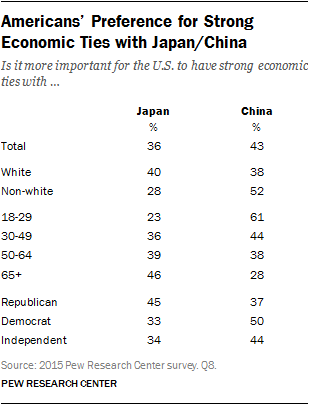 Americans' Preference for Strong
Economic Ties with Japan/China
Is it more important for the U.S. to have strong economic
ties with ...
Japan China
% %
Total 36 43
White 40 38
Non-white 28 52
18-29 23 61
30-49 36 44
50-64 39 38
65+ 46 28
Republican 45 37
Democrat 33 50
Independent 34 44
Source: 2015 Pew Research Center survey. Q8.
PEW RESEARCH CENTER